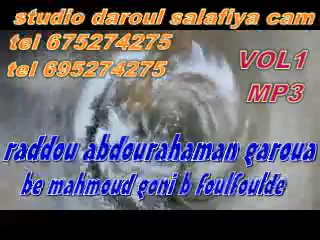 studio daroul salafiya cam
tel 675274275
tel 695274275
VOL1
MP3
raddou abdourahaman garoua
be mahmoud goni b foulfoulde